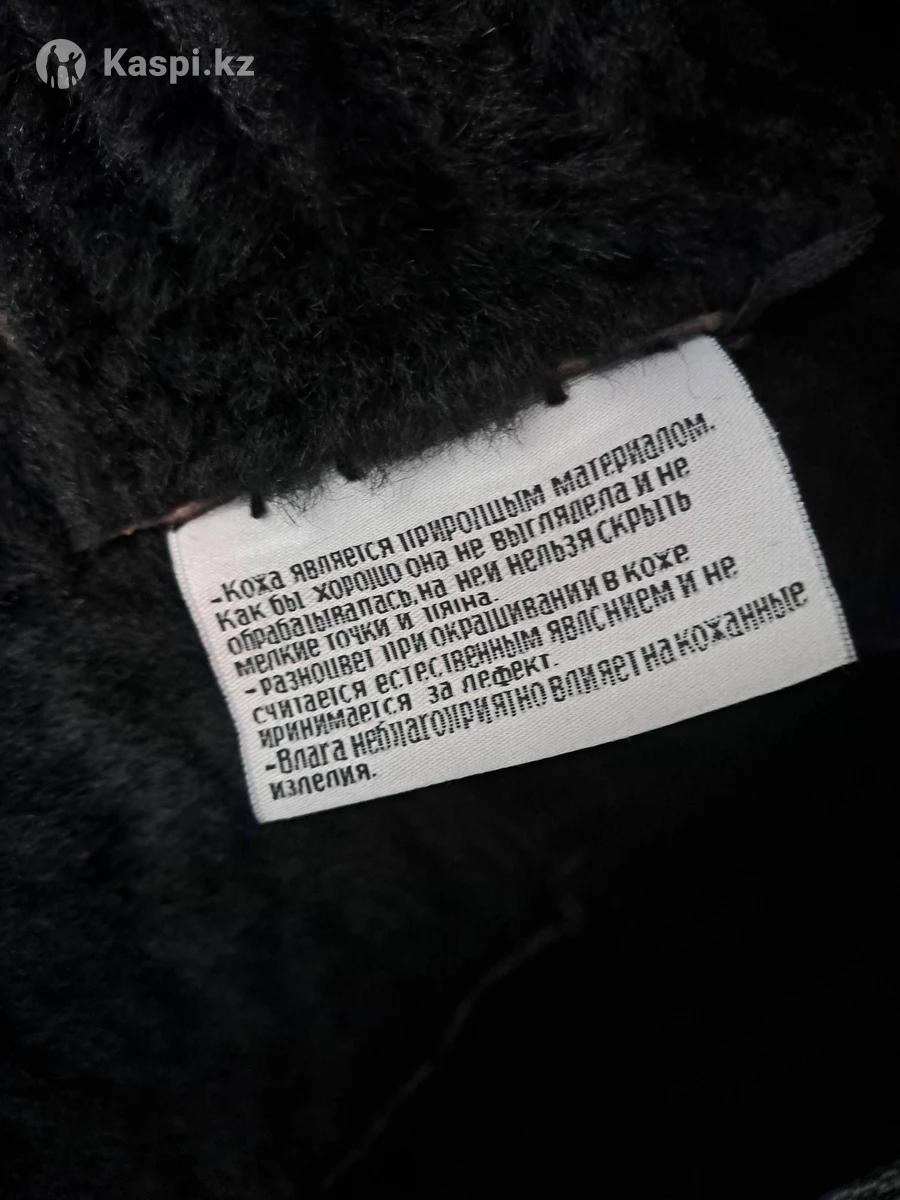 Kaspi.kz
-Кожа является природным материалом.
Как бы хорошо она не выглядела и не
обрабатывалась, на ней нельзя скрыть
мелкие точки и пятна.
-разноцвет при окрашивании в коже
считается естественным явлением и не
принимается за дефект.
-Влага неблагоприятно влияет на кожанные
изделия.